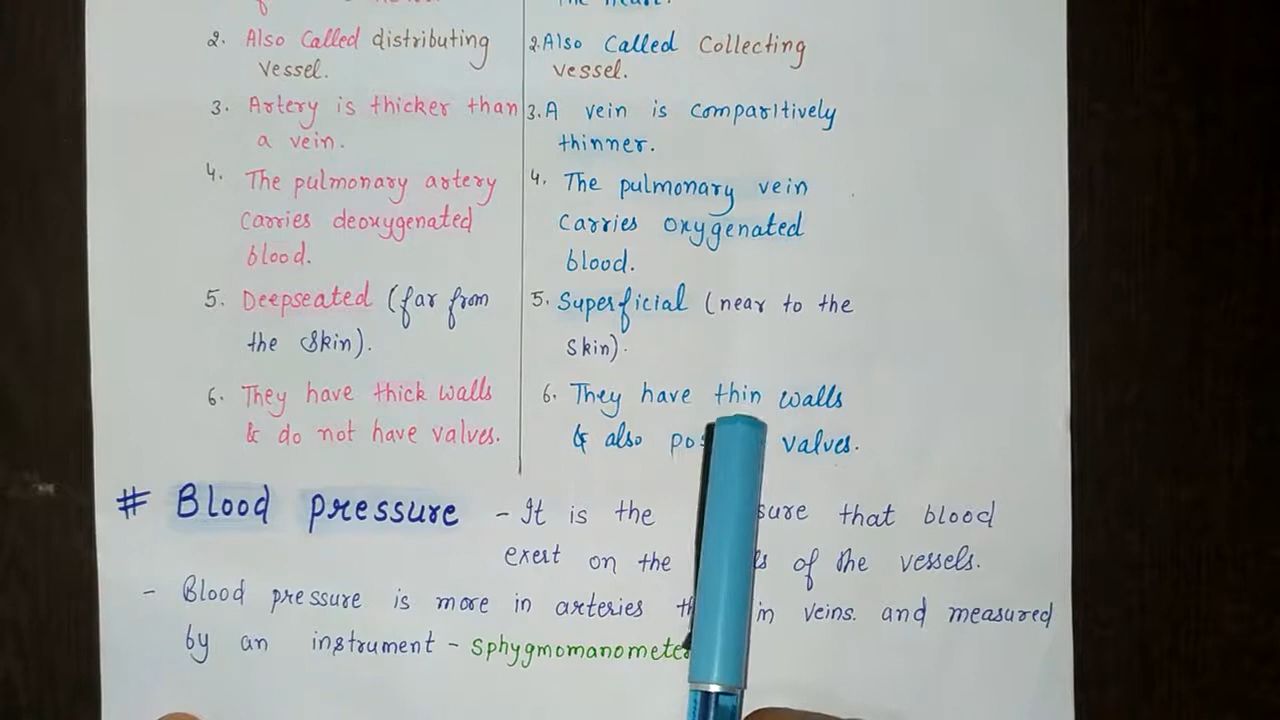 the heart.
2. Also Called distributing
Vessel.
3. Artery is thicker than
a vein.
4. The pulmonary artery
Carries deoxygenated
blood.
5. Deepseated (far from
the Skin).
6. They have thick walls
& do not have valves.
2. Also Called Collecting
vessel.
3. A vein is comparitively
thinner.
4. The pulmonary vein
Carries oxygenated
blood.
5. Superficial (near to the
Skin).
6. They have thin walls
& also valves.
# Blood pressure - It is the that blood
exert on the of the vessels.
- Blood pressure is more in arteries in veins. and measured
by an instrument - Sphygmomanometer